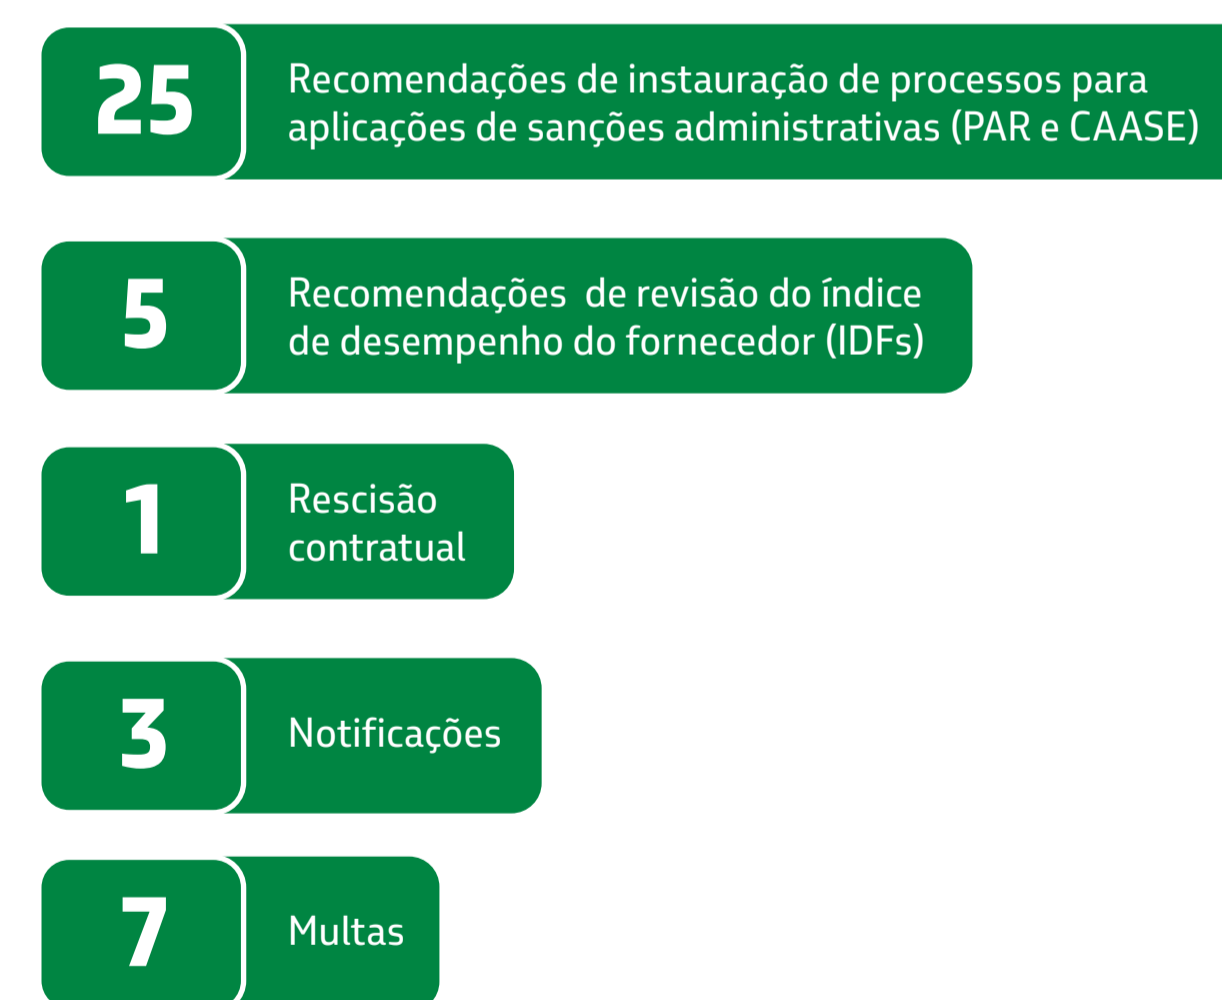 25
Recomendações de instauração de processos para
aplicações de sanções administrativas (PAR e CAASE)
5
Recomendações  de revisão do índice
de desempenho do fornecedor (IDFs)
1
Rescisão
contratual
3
Notificações
7
Multas